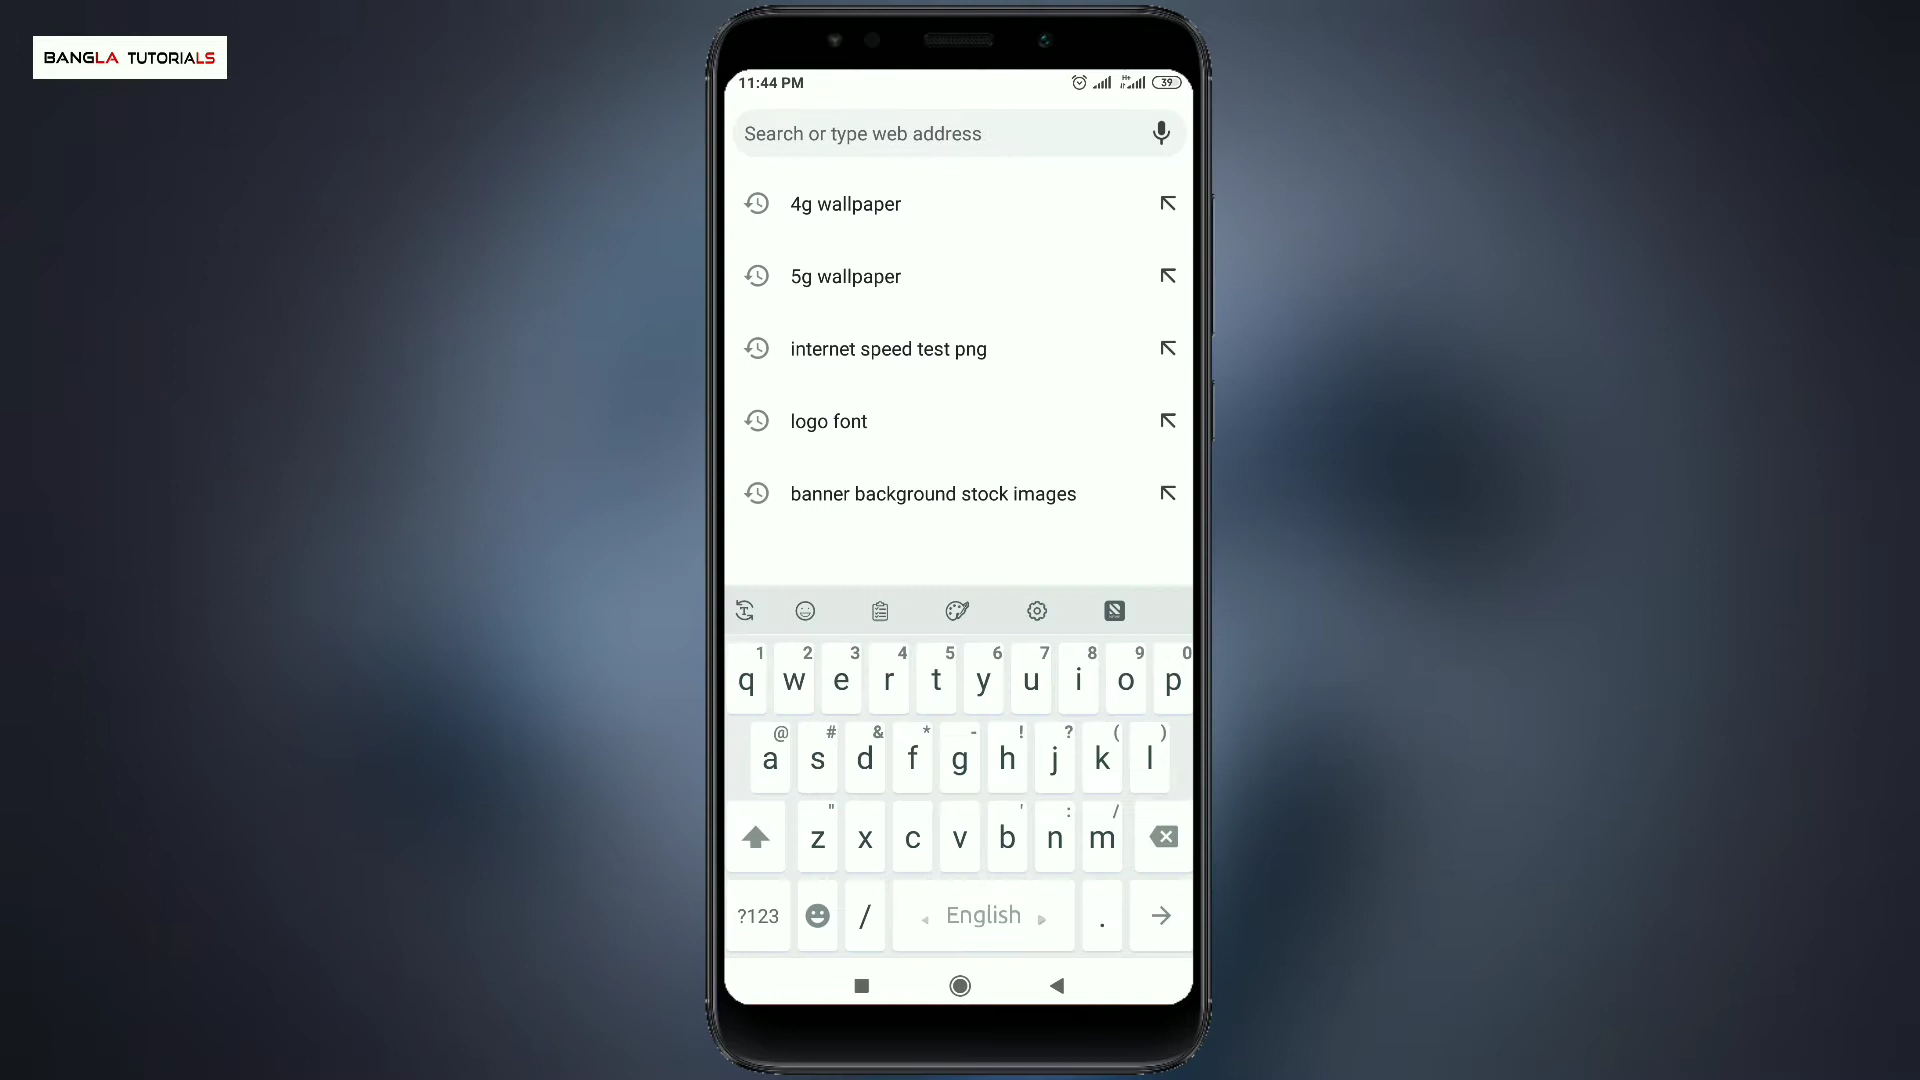 BANGLA TUTORIALS
11:44 PM
H+
39
Search or type web address
4g wallpaper
5g wallpaper
internet speed test png
logo font
banner background stock images
T
1 2 3 4 5 6 7 8 9 0
q w e r t y u i o p
@ # & * - ! ? ( )
a s d f g h j k l
" ' : /
z x c v b n m
?123 / English .